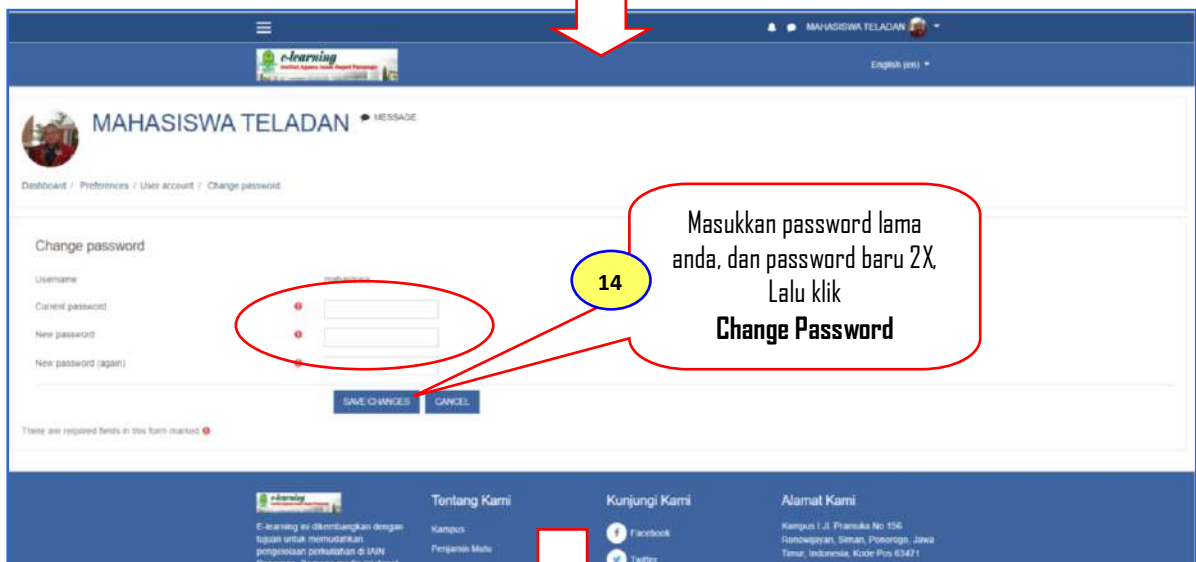 MAHASISWA TELADAN
e-learning
English (en)
MAHASISWA TELADAN
MESSAGE
Dashboard / Preferences / User account / Change password
Change password
Username
mahasiswa
Current password
New password
New password (again)
SAVE CHANGES
CANCEL
There are required fields in this form marked
14
Masukkan password lama
anda, dan password baru 2X,
Lalu klik
Change Password
e-learning
E-learning ini dikembangkan dengan
tujuan untuk memudahkan
pengelolaan perkuliahan di IAIN
Tentang Kami
Kampus
Penjamin Mutu
Kunjungi Kami
Facebook
Twitter
Alamat Kami
Kampus I Jl. Pramuka No 156
Ronowijayan, Siman, Ponorogo, Jawa
Timur, Indonesia, Kode Pos 63471